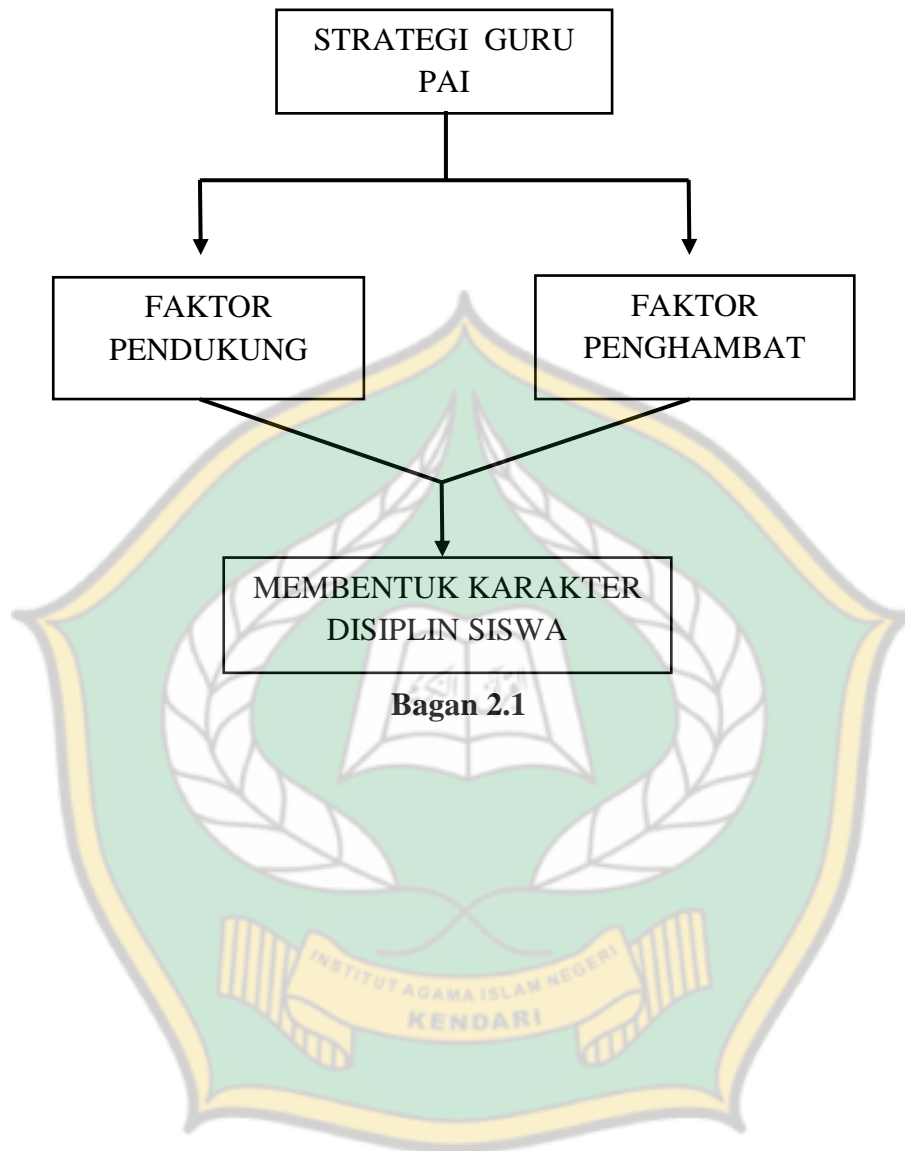 STRATEGI GURU
PAI
FAKTOR
PENDUKUNG
FAKTOR
PENGHAMBAT
MEMBENTUK KARAKTER
DISIPLIN SISWA
Bagan 2.1
INSTITUT AGAMA ISLAM NEGERI
KENDARI